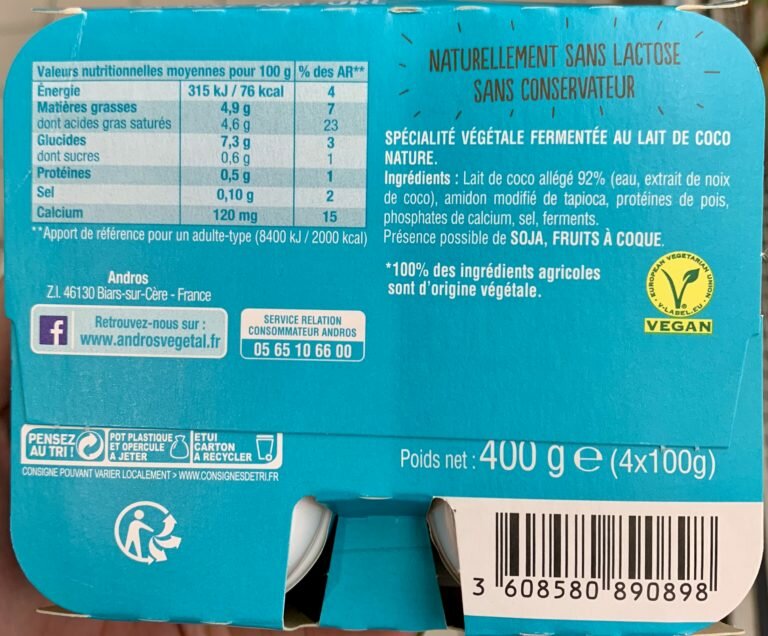 Valeurs nutritionnelles moyennes pour 100 g % des AR**
Énergie 315 kJ / 76 kcal 4
Matières grasses 4,9 g 7
dont acides gras saturés 4,6 g 23
Glucides 7,3 g 3
dont sucres 0,6 g 1
Protéines 0,5 g 1
Sel 0,10 g 2
Calcium 120 mg 15
**Apport de référence pour un adulte-type (8400 kJ / 2000 kcal)
Andros
Z.I. 46130 Biars-sur-Cère - France
f
Retrouvez-nous sur :
www.androsvegetal.fr
SERVICE RELATION
CONSOMMATEUR ANDROS
05 65 10 66 00
NATURELLEMENT SANS LACTOSE
SANS CONSERVATEUR
SPÉCIALITÉ VÉGÉTALE FERMENTÉE AU LAIT DE COCO
NATURE.
Ingrédients : Lait de coco allégé 92% (eau, extrait de noix
de coco), amidon modifié de tapioca, protéines de pois,
phosphates de calcium, sel, ferments.
Présence possible de SOJA, FRUITS À COQUE.
*100% des ingrédients agricoles
sont d'origine végétale.
EUROPEAN VEGETARIAN UNION
V-LABEL.EU
VEGAN
PENSEZ
AU TRI !
POT PLASTIQUE
ET OPERCULE
À JETER
ETUI
CARTON
À RECYCLER
CONSIGNE POUVANT VARIER LOCALEMENT > WWW.CONSIGNESDETRI.FR
Poids net : 400 g e (4x100g)
3 608580 890898